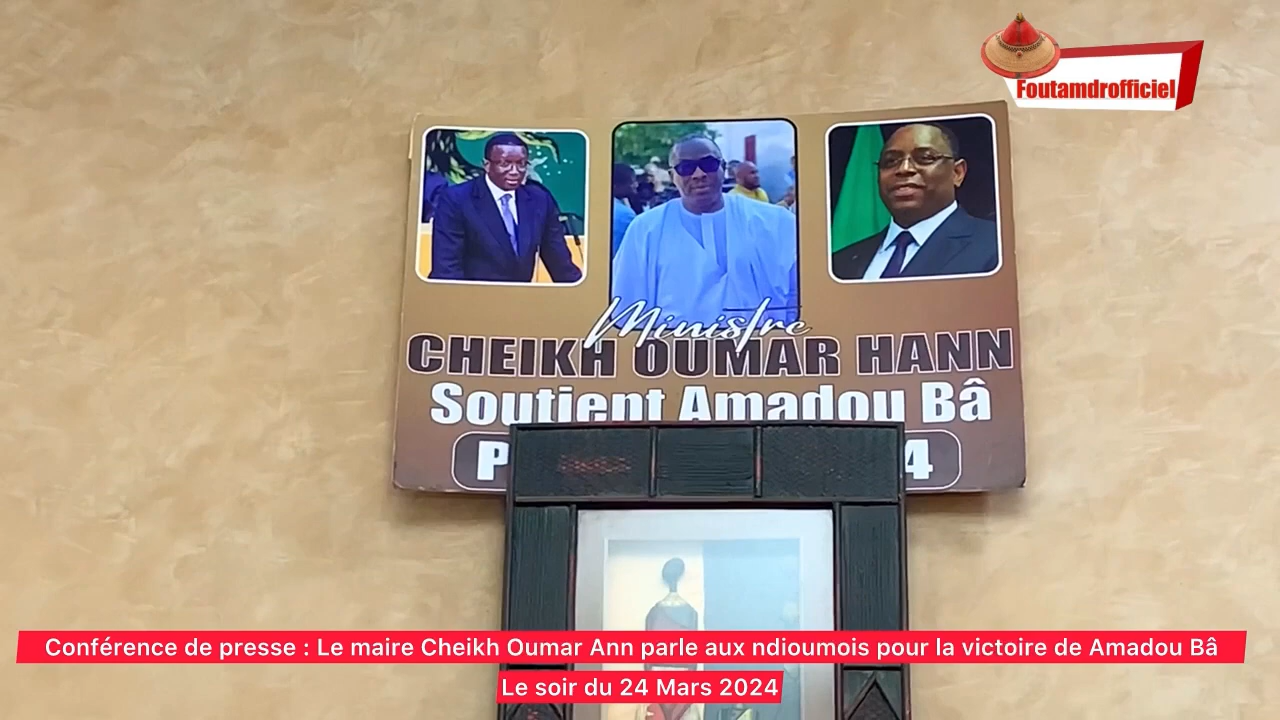 Foutamdrofficiel
Ministre
CHEIKH OUMAR HANN
Soutient Amadou Bâ
P 4
Conférence de presse : Le maire Cheikh Oumar Ann parle aux ndioumois pour la victoire de Amadou Bâ
Le soir du 24 Mars 2024